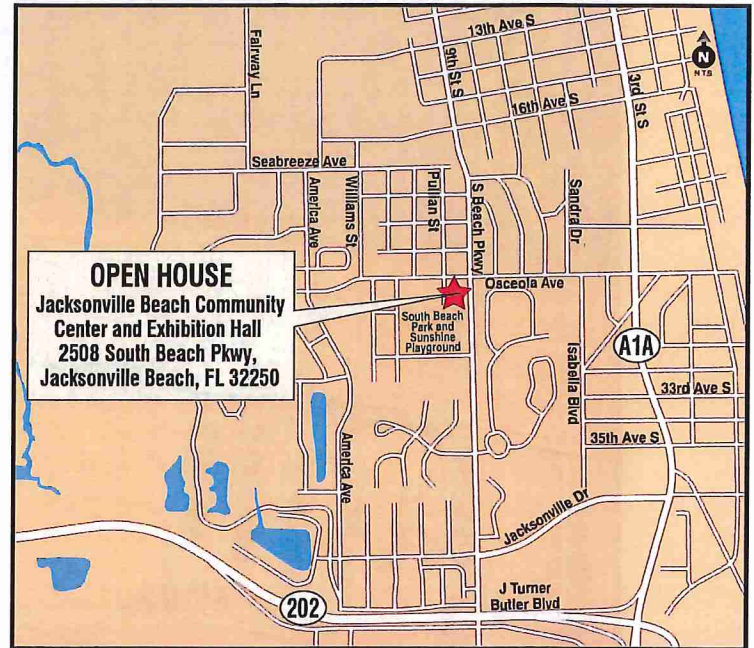 13th Ave S
Fairway Ln
9th St S
3rd St S
N
N.T.S
16th Ave S
Seabreeze Ave
America Ave
Williams St
Pullian St
S Beach Pkwy
Sandra Dr
OPEN HOUSE
Jacksonville Beach Community
Center and Exhibition Hall
2508 South Beach Pkwy,
Jacksonville Beach, FL 32250
Osceola Ave
South Beach
Park and
Sunshine
Playground
Isabella Blvd
A1A
33rd Ave S
35th Ave S
America Ave
Jacksonville Dr
J Turner
Butler Blvd
202